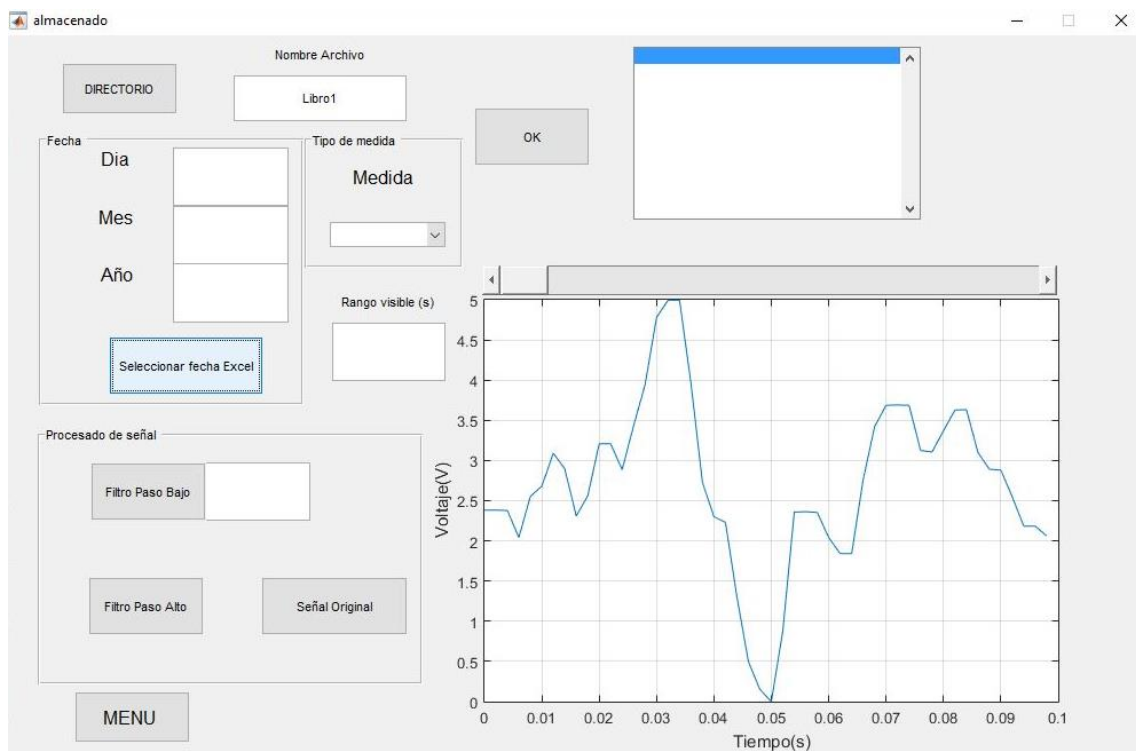 almacenado
Nombre Archivo
DIRECTORIO
Libro1
OK
Fecha
Dia
Mes
Año
Seleccionar fecha Excel
Tipo de medida
Medida
Rango visible (s)
Procesado de señal
Filtro Paso Bajo
Filtro Paso Alto
Señal Original
MENU
5
4.5
4
3.5
3
2.5
2
1.5
1
0.5
0
Voltaje(V)
0 0.01 0.02 0.03 0.04 0.05 0.06 0.07 0.08 0.09 0.1
Tiempo(s)